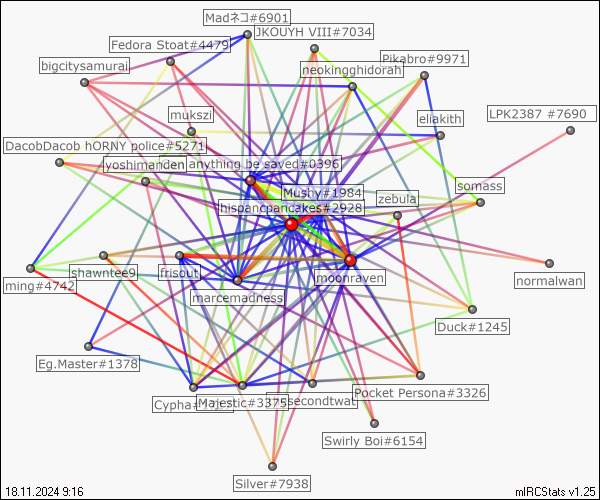 Madネコ#6901
JKOUYH VIII#7034
Fedora Stoat#4479
Pikabro#9971
bigcitysamurai
neokingghidorah
mukszi
eliakith
LPK2387 #7690
DacobDacob hORNY police#5271
yoshimanden
anything be saved#0396
Mushy#1984
zebula
somass
hispancpancakes#2928
shawntee9
frisout
moonraven
normalwan
ming#4742
marcemadness
Duck#1245
Eg.Master#1378
Pocket Persona#3326
Majestic#3375
secondtwat
Swirly Boi#6154
Silver#7938
18.11.2024 9:16
mIRCStats v1.25